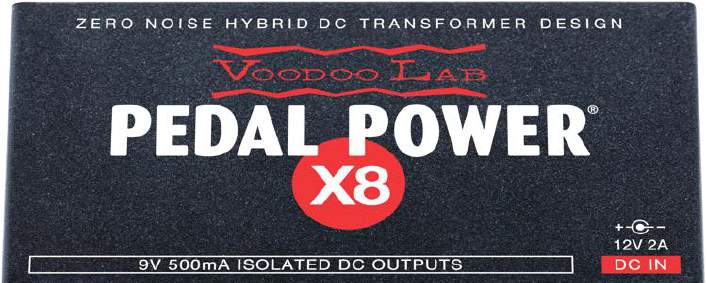 ZERO NOISE HYBRID DC TRANSFORMER DESIGN
VOODOO LAB
PEDAL POWER®
X8
+ −
12V 2A
9V 500mA ISOLATED DC OUTPUTS
DC IN